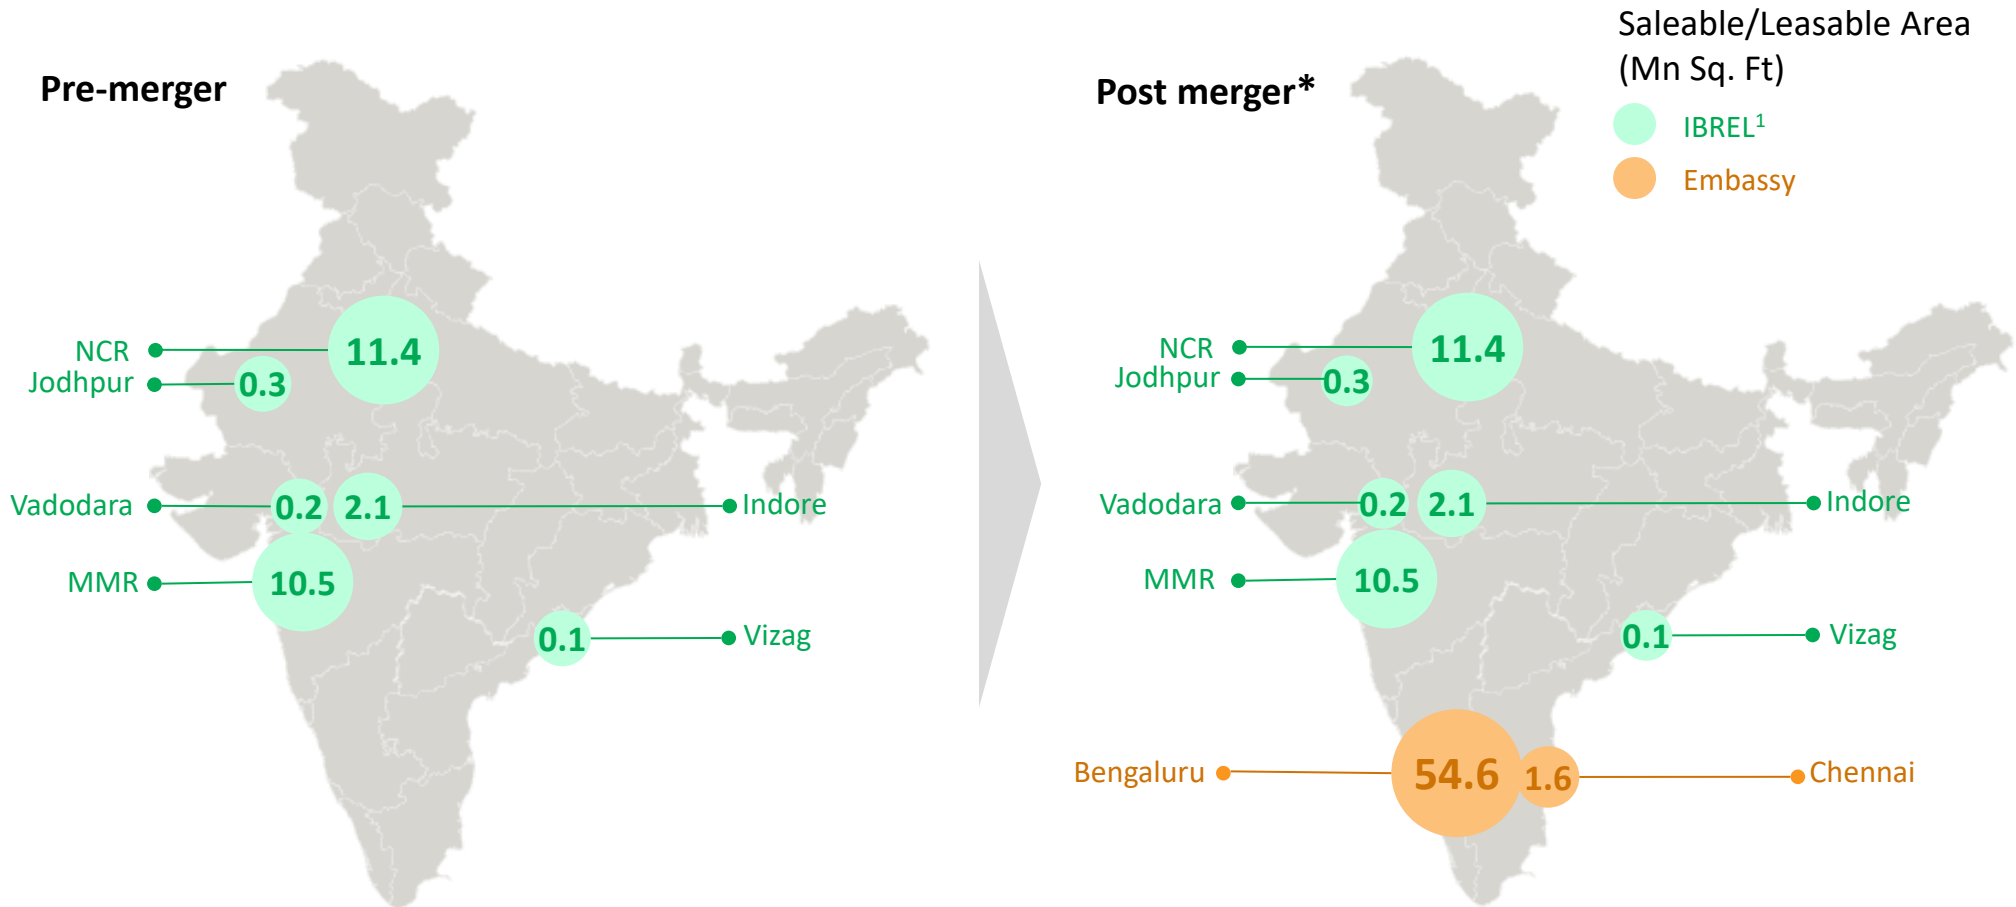 Pre-merger
NCR
11.4
Jodhpur
0.3
Vadodara
0.2
2.1
Indore
MMR
10.5
0.1
Vizag
Post merger*
Saleable/Leasable Area
(Mn Sq. Ft)
IBREL¹
Embassy
NCR
11.4
Jodhpur
0.3
Vadodara
0.2
2.1
Indore
MMR
10.5
0.1
Vizag
Bengaluru
54.6
1.6
Chennai